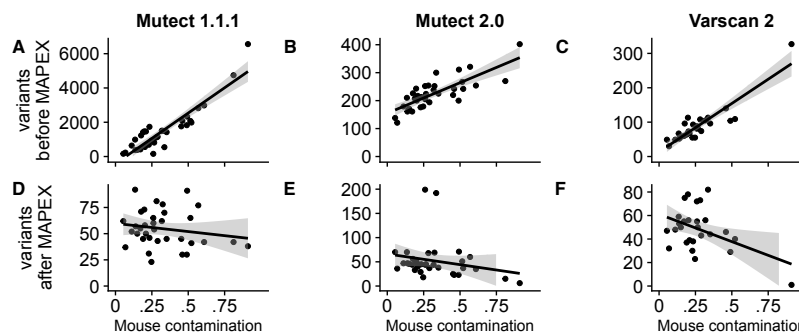 Mutect 1.1.1 Mutect 2.0 Varscan 2
A B C
variants
before MAPEX
6000 4000 2000 0
400 300 200 100 0
300 200 100 0
D E F
variants
after MAPEX
75 50 25 0
200 150 100 50 0
80 60 40 20 0
0 .25 .5 .75 0 .25 .5 .75 0 .25 .5 .75
Mouse contamination Mouse contamination Mouse contamination